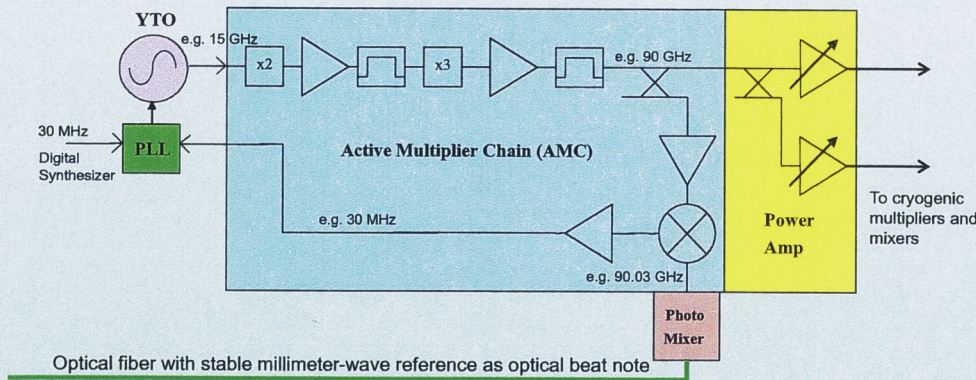 YTO
e.g. 15 GHz
x2
x3
e.g. 90 GHz
30 MHz
Digital
Synthesizer
PLL
Active Multiplier Chain (AMC)
e.g. 30 MHz
e.g. 90.03 GHz
Power
Amp
To cryogenic
multipliers and
mixers
Photo
Mixer
Optical fiber with stable millimeter-wave reference as optical beat note